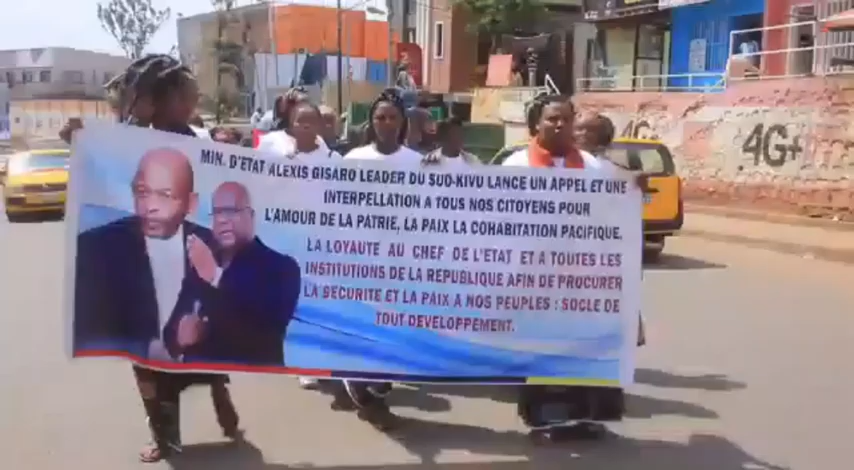 MIN. D'ETAT ALEXIS GISARO LEADER DU SUD-KIVU LANCE UN APPEL ET UNE
INTERPELLATION A TOUS NOS CITOYENS POUR
L'AMOUR DE LA PATRIE, LA PAIX LA COHABITATION PACIFIQUE,
LA LOYAUTE AU CHEF DE L'ETAT ET A TOUTES LES
INSTITUTIONS DE LA REPUBLIQUE AFIN DE PROCURER
LA SECURITE ET LA PAIX A NOS PEUPLES : SOCLE DE
TOUT DEVELOPPEMENT.
4G
4G+